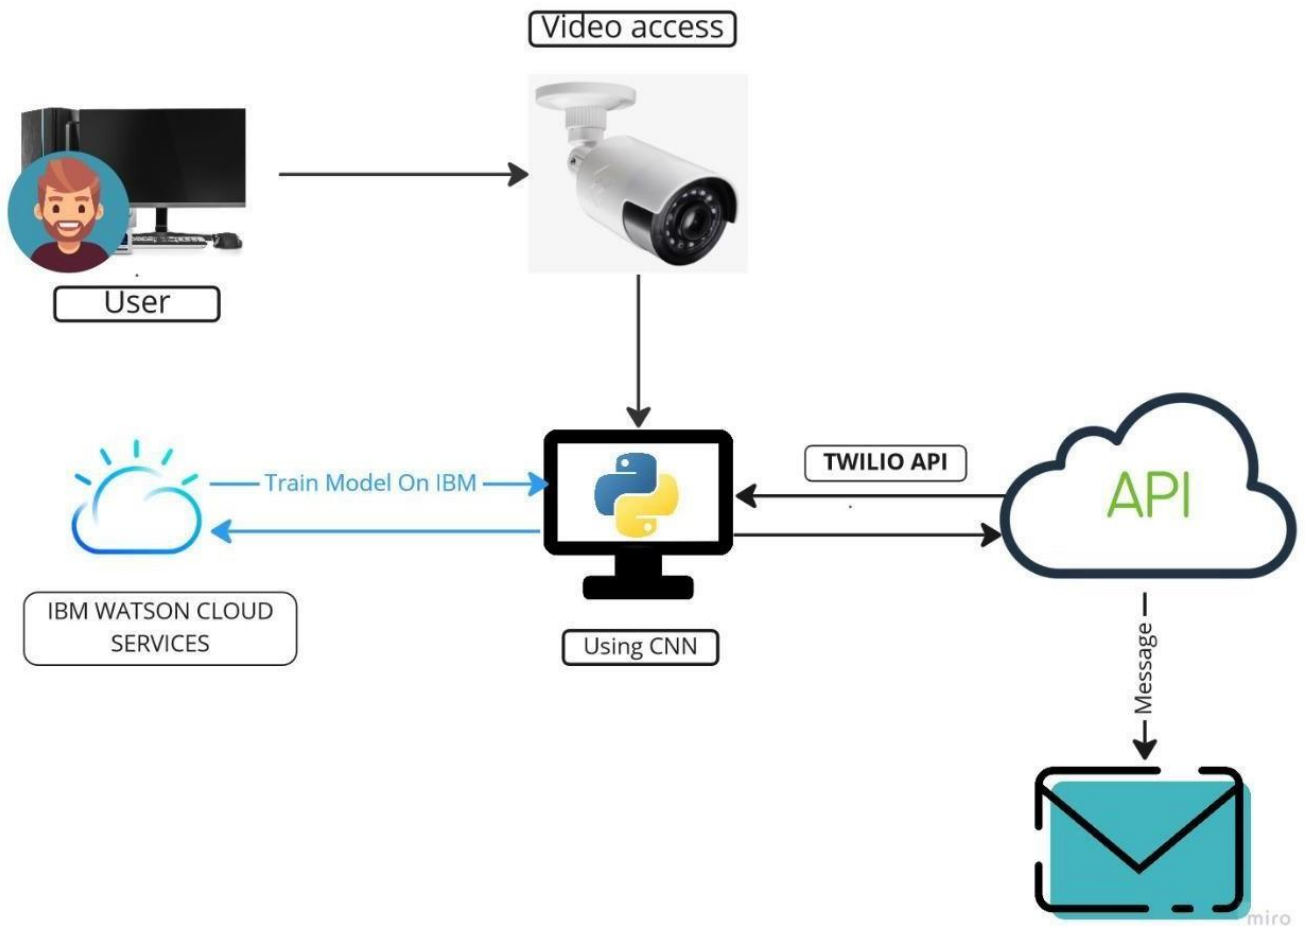 Video access
User
Train Model On IBM
TWILIO API
API
IBM WATSON CLOUD
SERVICES
Using CNN
Message
miro